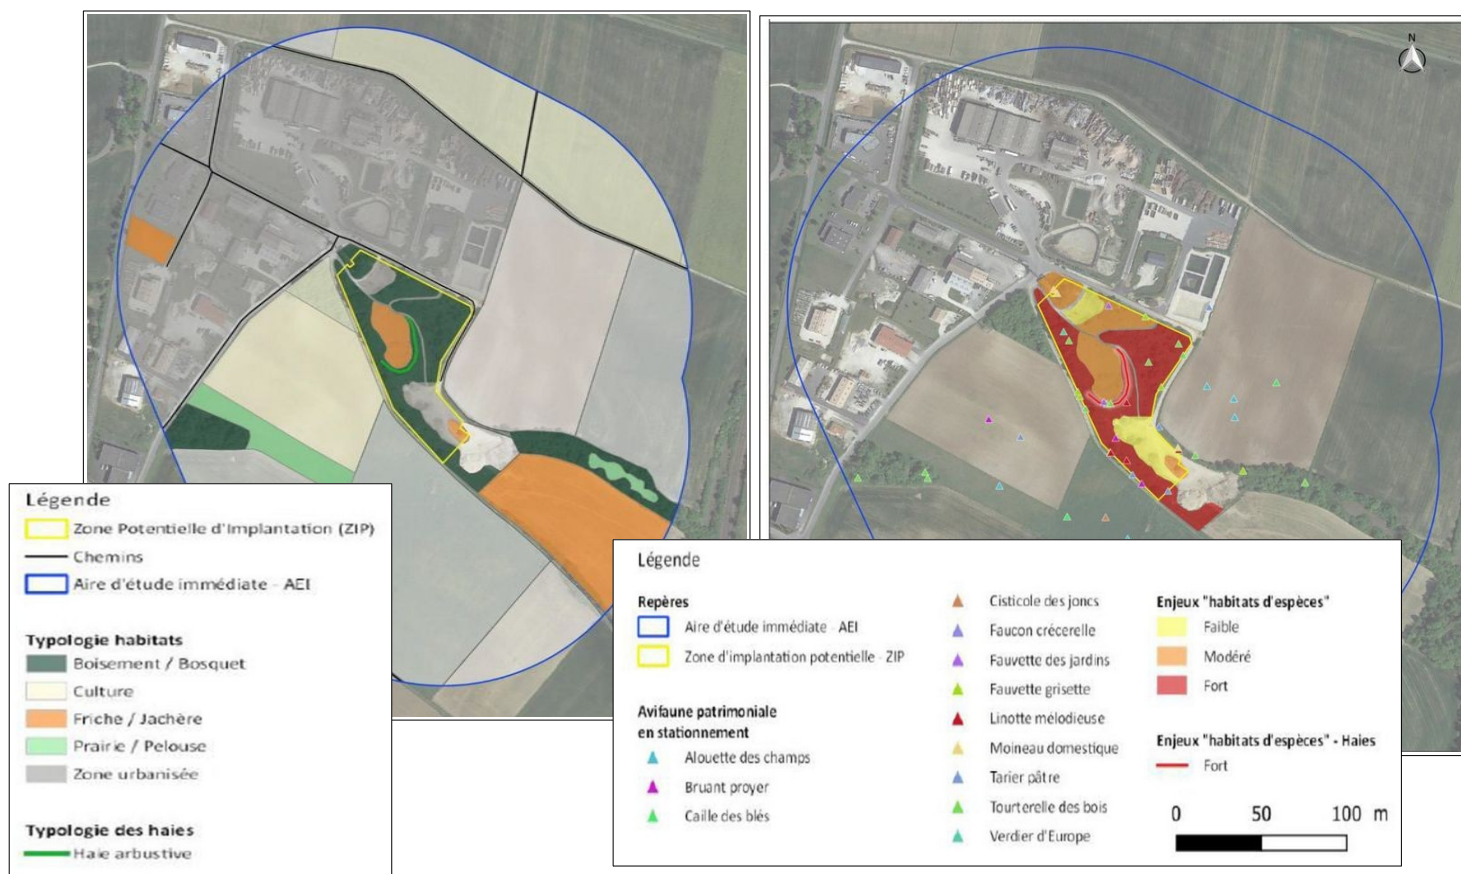 N
Légende
Zone Potentielle d'Implantation (ZIP)
Chemins
Aire d'étude immédiate - AEI
Typologie habitats
Boisement / Bosquet
Culture
Friche / Jachère
Prairie / Pelouse
Zone urbanisée
Typologie des haies
Haie arbustive
Légende
Repères
Aire d'étude immédiate - AEI
Zone d'implantation potentielle - ZIP
Avifaune patrimoniale
en stationnement
Alouette des champs
Bruant proyer
Caille des blés
Cisticole des joncs
Faucon crécerelle
Fauvette des jardins
Fauvette grisette
Linotte mélodieuse
Moineau domestique
Tarier pâtre
Tourterelle des bois
Verdier d'Europe
Enjeux "habitats d'espèces"
Faible
Modéré
Fort
Enjeux "habitats d'espèces" - Haies
Fort
0 50 100 m